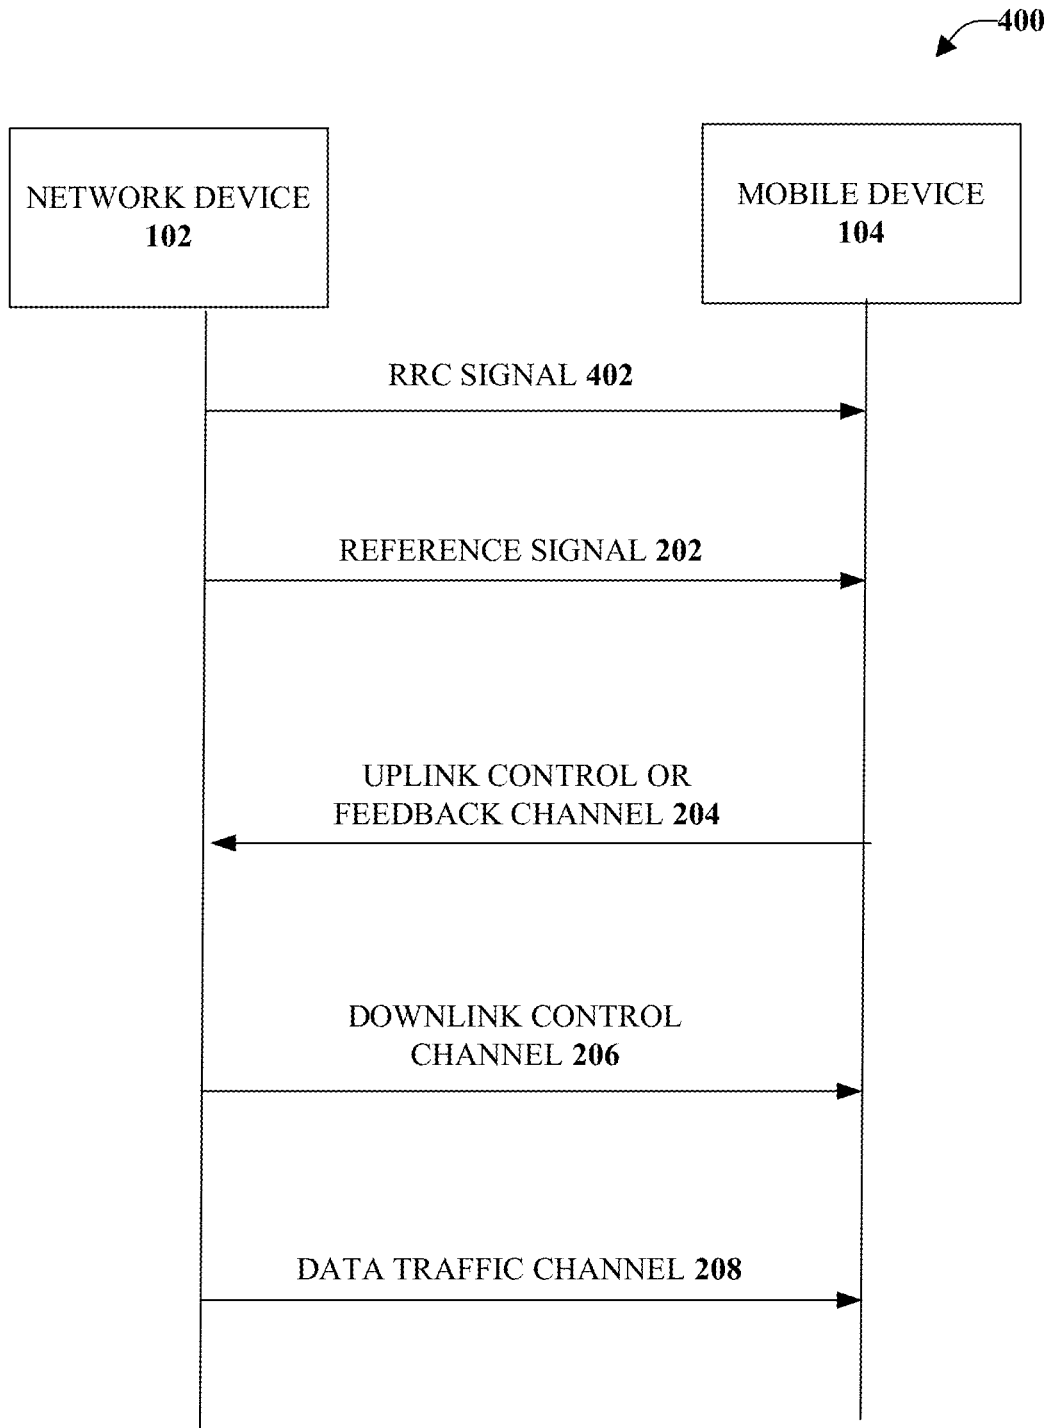 400
NETWORK DEVICE
102
MOBILE DEVICE
104
RRC SIGNAL 402
REFERENCE SIGNAL 202
UPLINK CONTROL OR
FEEDBACK CHANNEL 204
DOWNLINK CONTROL
CHANNEL 206
DATA TRAFFIC CHANNEL 208